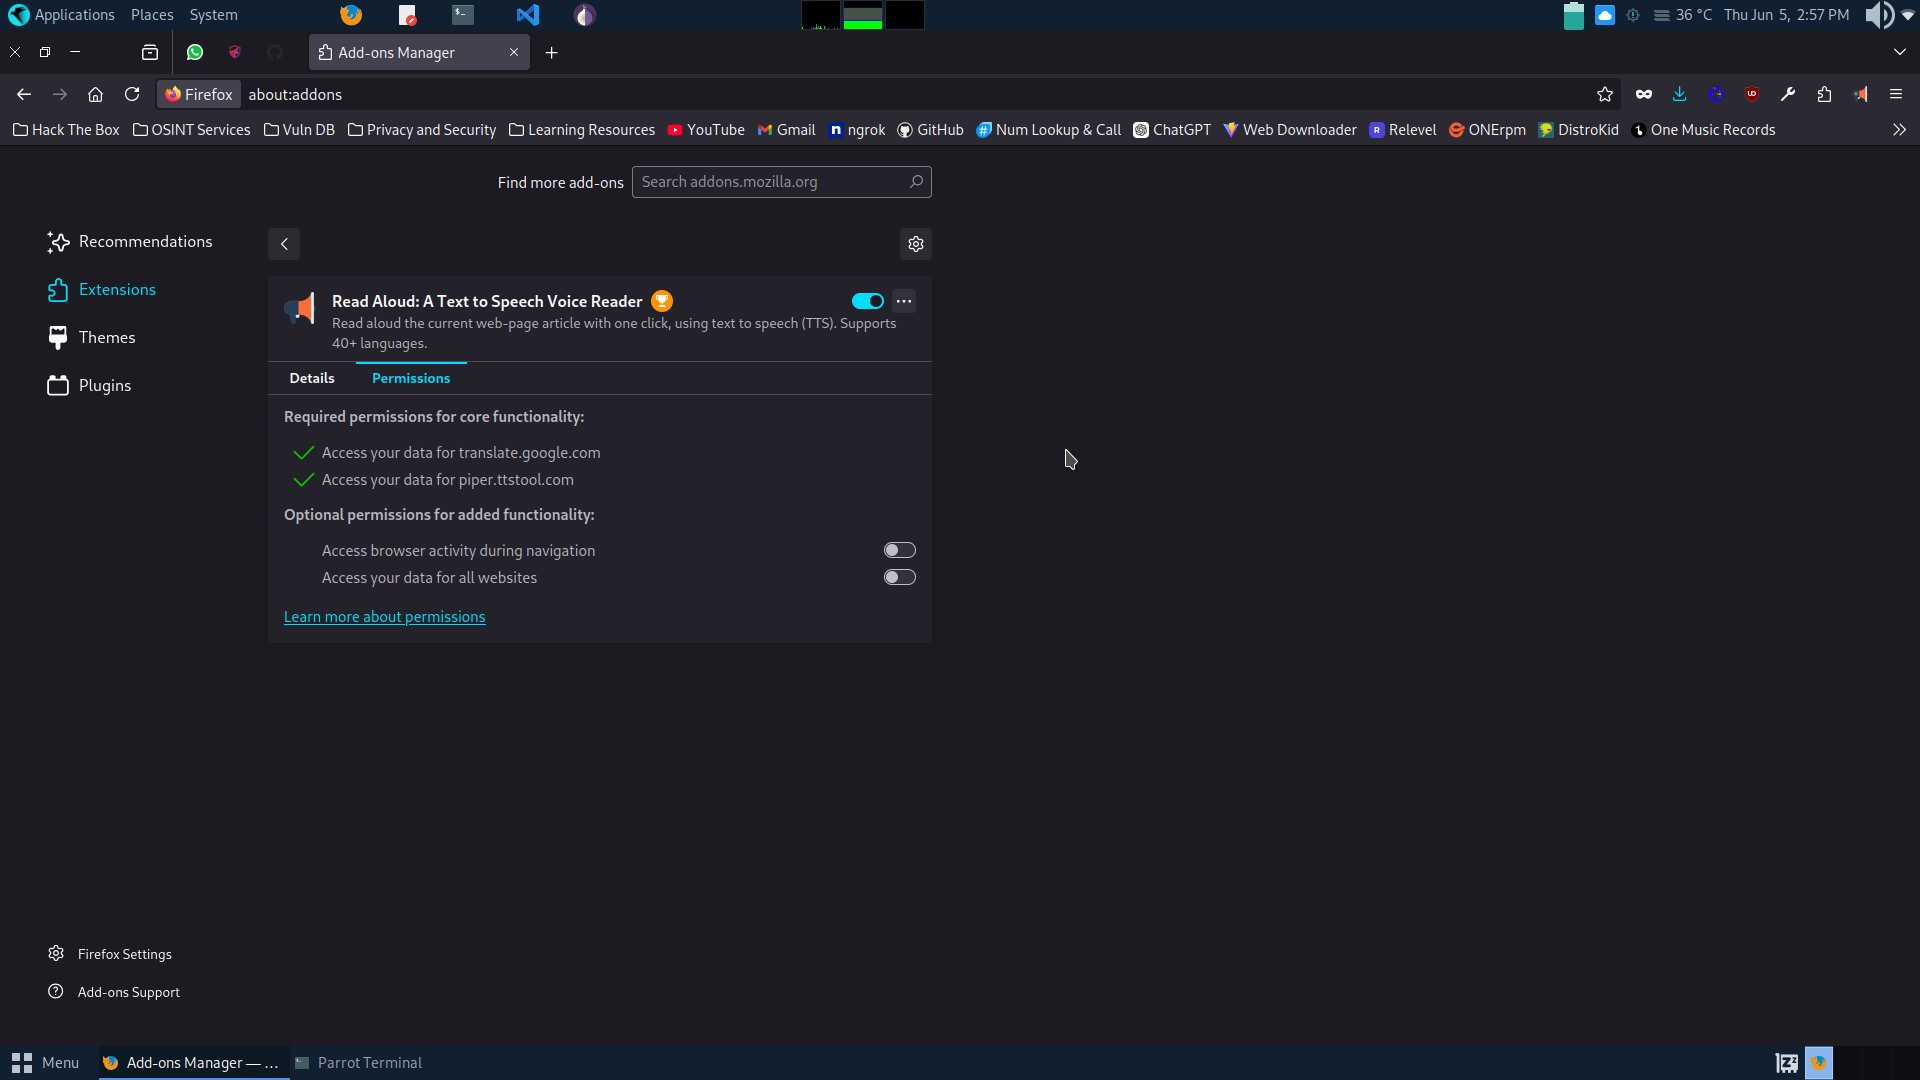 Applications Places System 36 °C Thu Jun 5, 2:57 PM
Add-ons Manager
Firefox about:addons
Hack The Box OSINT Services Vuln DB Privacy and Security Learning Resources YouTube Gmail ngrok GitHub Num Lookup & Call ChatGPT Web Downloader Relevel ONErpm DistroKid One Music Records
Find more add-ons Search addons.mozilla.org
Recommendations
Extensions
Themes
Plugins
Read Aloud: A Text to Speech Voice Reader
Read aloud the current web-page article with one click, using text to speech (TTS). Supports
40+ languages.
Details Permissions
Required permissions for core functionality:
Access your data for translate.google.com
Access your data for piper.ttstool.com
Optional permissions for added functionality:
Access browser activity during navigation
Access your data for all websites
Learn more about permissions
Firefox Settings
Add-ons Support
Menu Add-ons Manager — ... Parrot Terminal